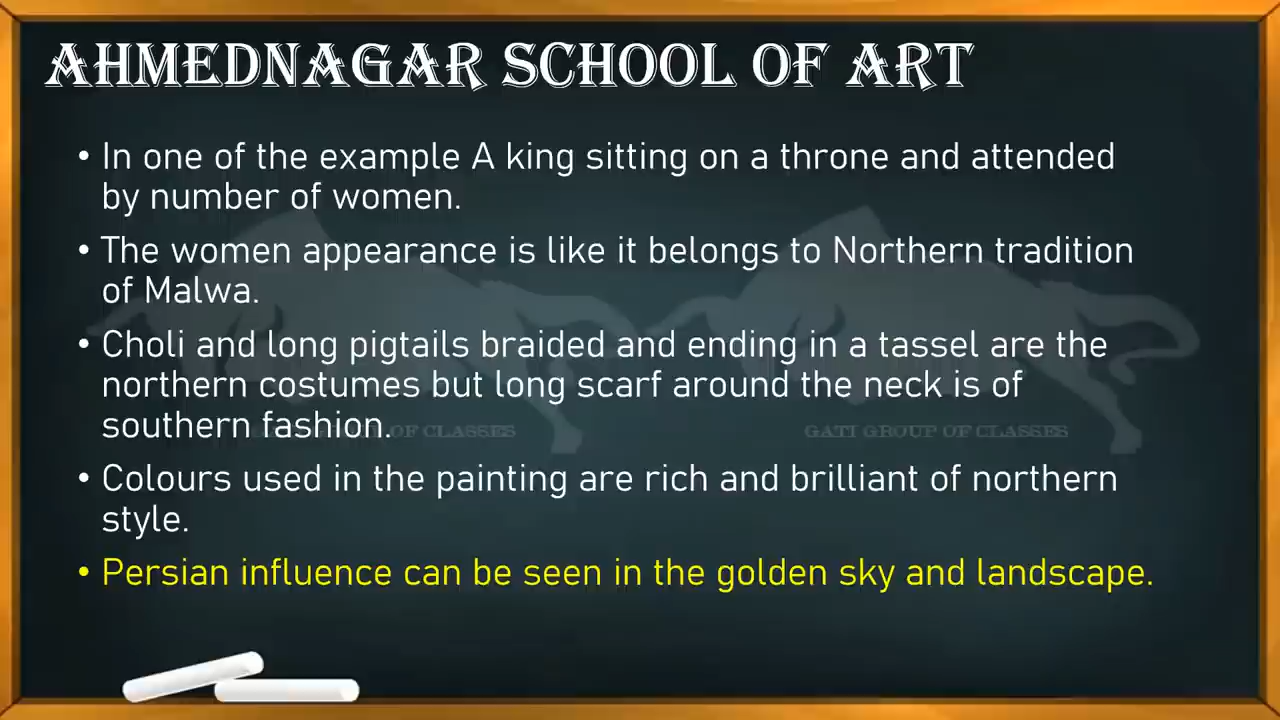 AHMEDNAGAR SCHOOL OF ART
• In one of the example A king sitting on a throne and attended
by number of women.
• The women appearance is like it belongs to Northern tradition
of Malwa.
• Choli and long pigtails braided and ending in a tassel are the
northern costumes but long scarf around the neck is of
southern fashion.
OF CLASSES
GATI GROUP OF CLASSES
• Colours used in the painting are rich and brilliant of northern
style.
• Persian influence can be seen in the golden sky and landscape.